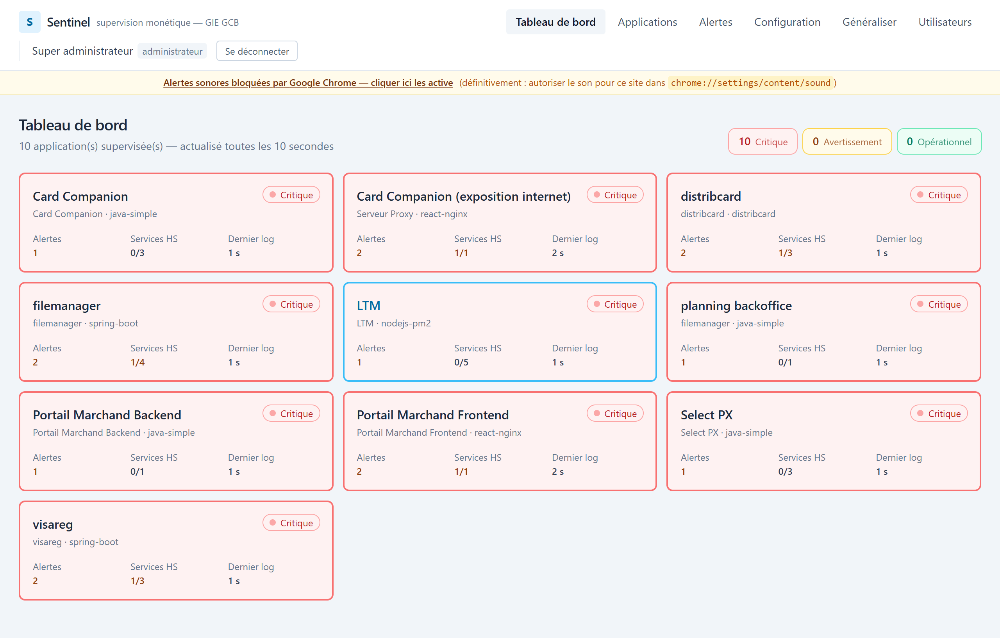 S Sentinel supervision monétique — GIE GCB
Tableau de bord Applications Alertes Configuration Généraliser Utilisateurs
Super administrateur administrateur Se déconnecter
Alertes sonores bloquées par Google Chrome — cliquer ici les active (définitivement : autoriser le son pour ce site dans chrome://settings/content/sound)
Tableau de bord
10 application(s) supervisée(s) — actualisé toutes les 10 secondes
10 Critique 0 Avertissement 0 Opérationnel
Card Companion Critique
Card Companion · java-simple
Alertes Services HS Dernier log
1 0/3 1 s
Card Companion (exposition internet) Critique
Serveur Proxy · react-nginx
Alertes Services HS Dernier log
2 1/1 2 s
distribcard Critique
distribcard · distribcard
Alertes Services HS Dernier log
2 1/3 1 s
filemanager Critique
filemanager · spring-boot
Alertes Services HS Dernier log
2 1/4 1 s
LTM Critique
LTM · nodejs-pm2
Alertes Services HS Dernier log
1 0/5 1 s
planning backoffice Critique
filemanager · java-simple
Alertes Services HS Dernier log
1 0/1 1 s
Portail Marchand Backend Critique
Portail Marchand Backend · java-simple
Alertes Services HS Dernier log
1 0/1 1 s
Portail Marchand Frontend Critique
Portail Marchand Frontend · react-nginx
Alertes Services HS Dernier log
2 1/1 2 s
Select PX Critique
Select PX · java-simple
Alertes Services HS Dernier log
1 0/3 1 s
visareg Critique
visareg · spring-boot
Alertes Services HS Dernier log
2 1/3 1 s